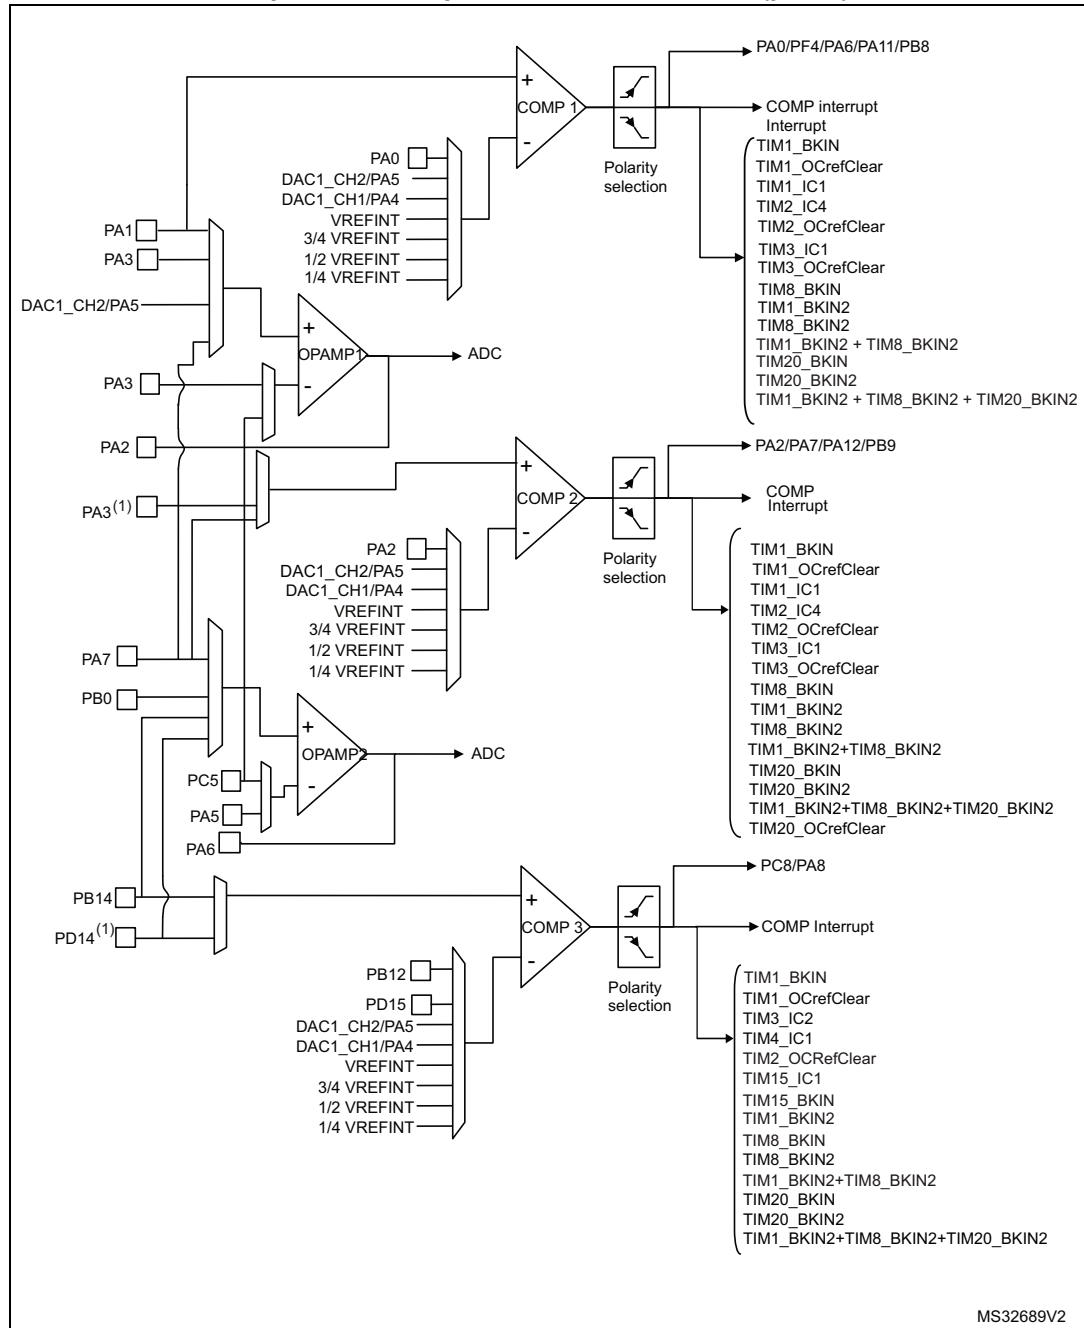 PA0/PF4/PA6/PA11/PB8
+
COMP 1
-
COMP interrupt
Interrupt
Polarity
selection
PA0
DAC1_CH2/PA5
DAC1_CH1/PA4
VREFINT
3/4 VREFINT
1/2 VREFINT
1/4 VREFINT
TIM1_BKIN
TIM1_OCrefClear
TIM1_IC1
TIM2_IC4
TIM2_OCrefClear
TIM3_IC1
TIM3_OCrefClear
TIM8_BKIN
TIM1_BKIN2
TIM8_BKIN2
TIM1_BKIN2 + TIM8_BKIN2
TIM20_BKIN
TIM20_BKIN2
TIM1_BKIN2 + TIM8_BKIN2 + TIM20_BKIN2
PA1
PA3
DAC1_CH2/PA5
+
OPAMP1
-
ADC
PA3
PA2
PA3(1)
PA2/PA7/PA12/PB9
+
COMP 2
-
COMP
Interrupt
Polarity
selection
PA2
DAC1_CH2/PA5
DAC1_CH1/PA4
VREFINT
3/4 VREFINT
1/2 VREFINT
1/4 VREFINT
TIM1_BKIN
TIM1_OCrefClear
TIM1_IC1
TIM2_IC4
TIM2_OCrefClear
TIM3_IC1
TIM3_OCrefClear
TIM8_BKIN
TIM1_BKIN2
TIM8_BKIN2
TIM1_BKIN2+TIM8_BKIN2
TIM20_BKIN
TIM20_BKIN2
TIM1_BKIN2+TIM8_BKIN2+TIM20_BKIN2
TIM20_OCrefClear
PA7
PB0
+
OPAMP2
-
ADC
PC5
PA5
PA6
PB14
PD14(1)
PC8/PA8
+
COMP 3
-
COMP Interrupt
Polarity
selection
PB12
PD15
DAC1_CH2/PA5
DAC1_CH1/PA4
VREFINT
3/4 VREFINT
1/2 VREFINT
1/4 VREFINT
TIM1_BKIN
TIM1_OCrefClear
TIM3_IC2
TIM4_IC1
TIM2_OCRefClear
TIM15_IC1
TIM15_BKIN
TIM1_BKIN2
TIM8_BKIN
TIM8_BKIN2
TIM1_BKIN2+TIM8_BKIN2
TIM20_BKIN
TIM20_BKIN2
TIM1_BKIN2+TIM8_BKIN2+TIM20_BKIN2
MS32689V2